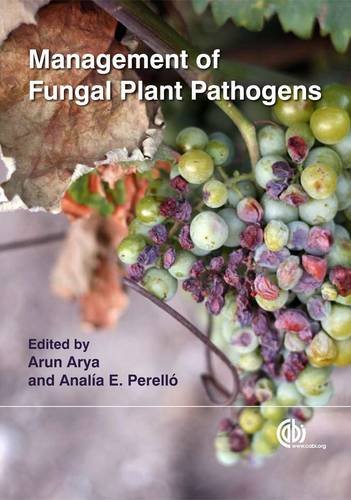 Management of
Fungal Plant Pathogens
Edited by
Arun Arya
and Analía E. Perelló
cabi
www.cabi.org